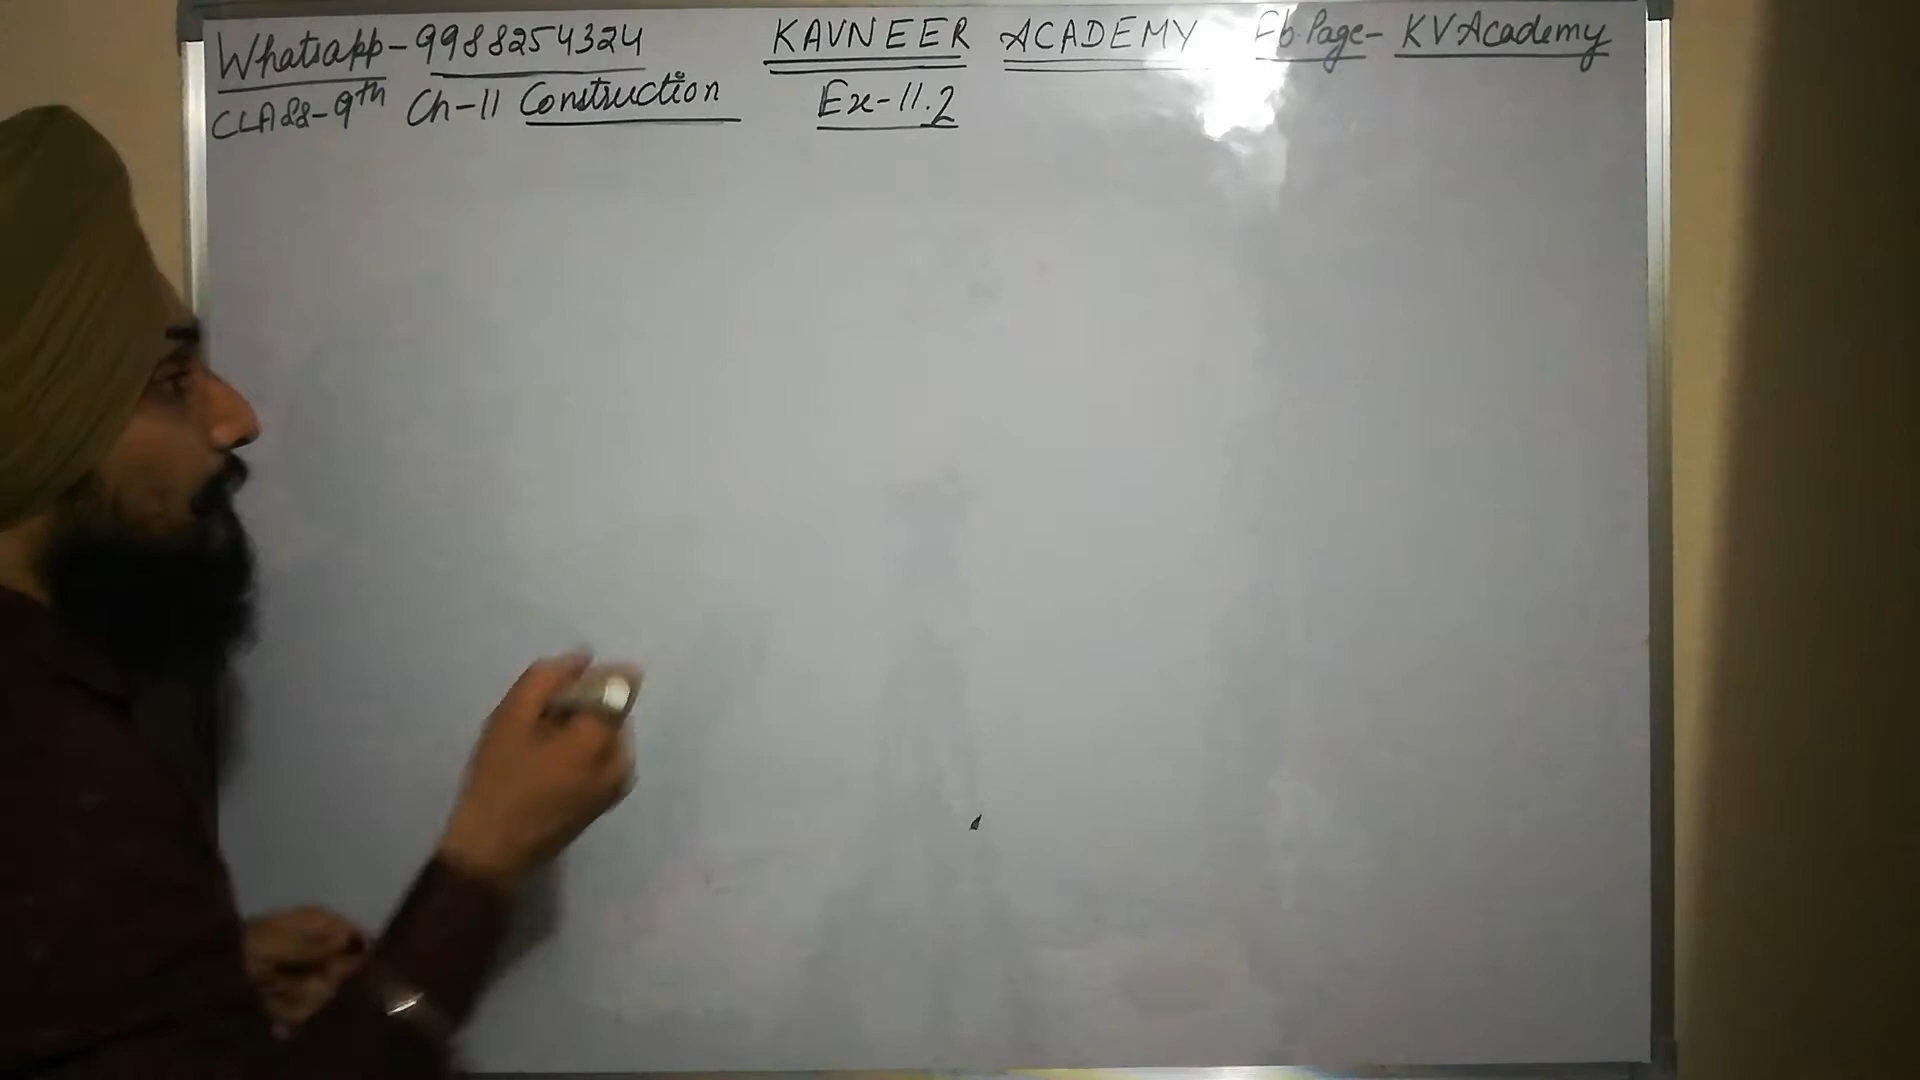 Whatsapp-9988254324 KAVNEER ACADEMY Fb.Page- KVAcademy
CLASS-9th Ch-11 Construction Ex-11.2